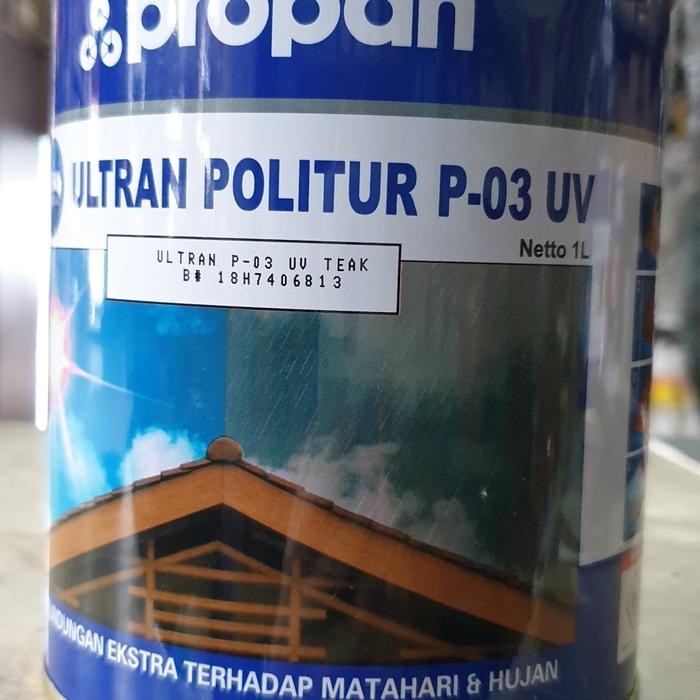 propan
ULTRAN POLITUR P-03 UV
Netto 1L
ULTRAN P-03 UV TEAK
B# 18H7406813
EKSTRA TERHADAP MATAHARI & HUJAN